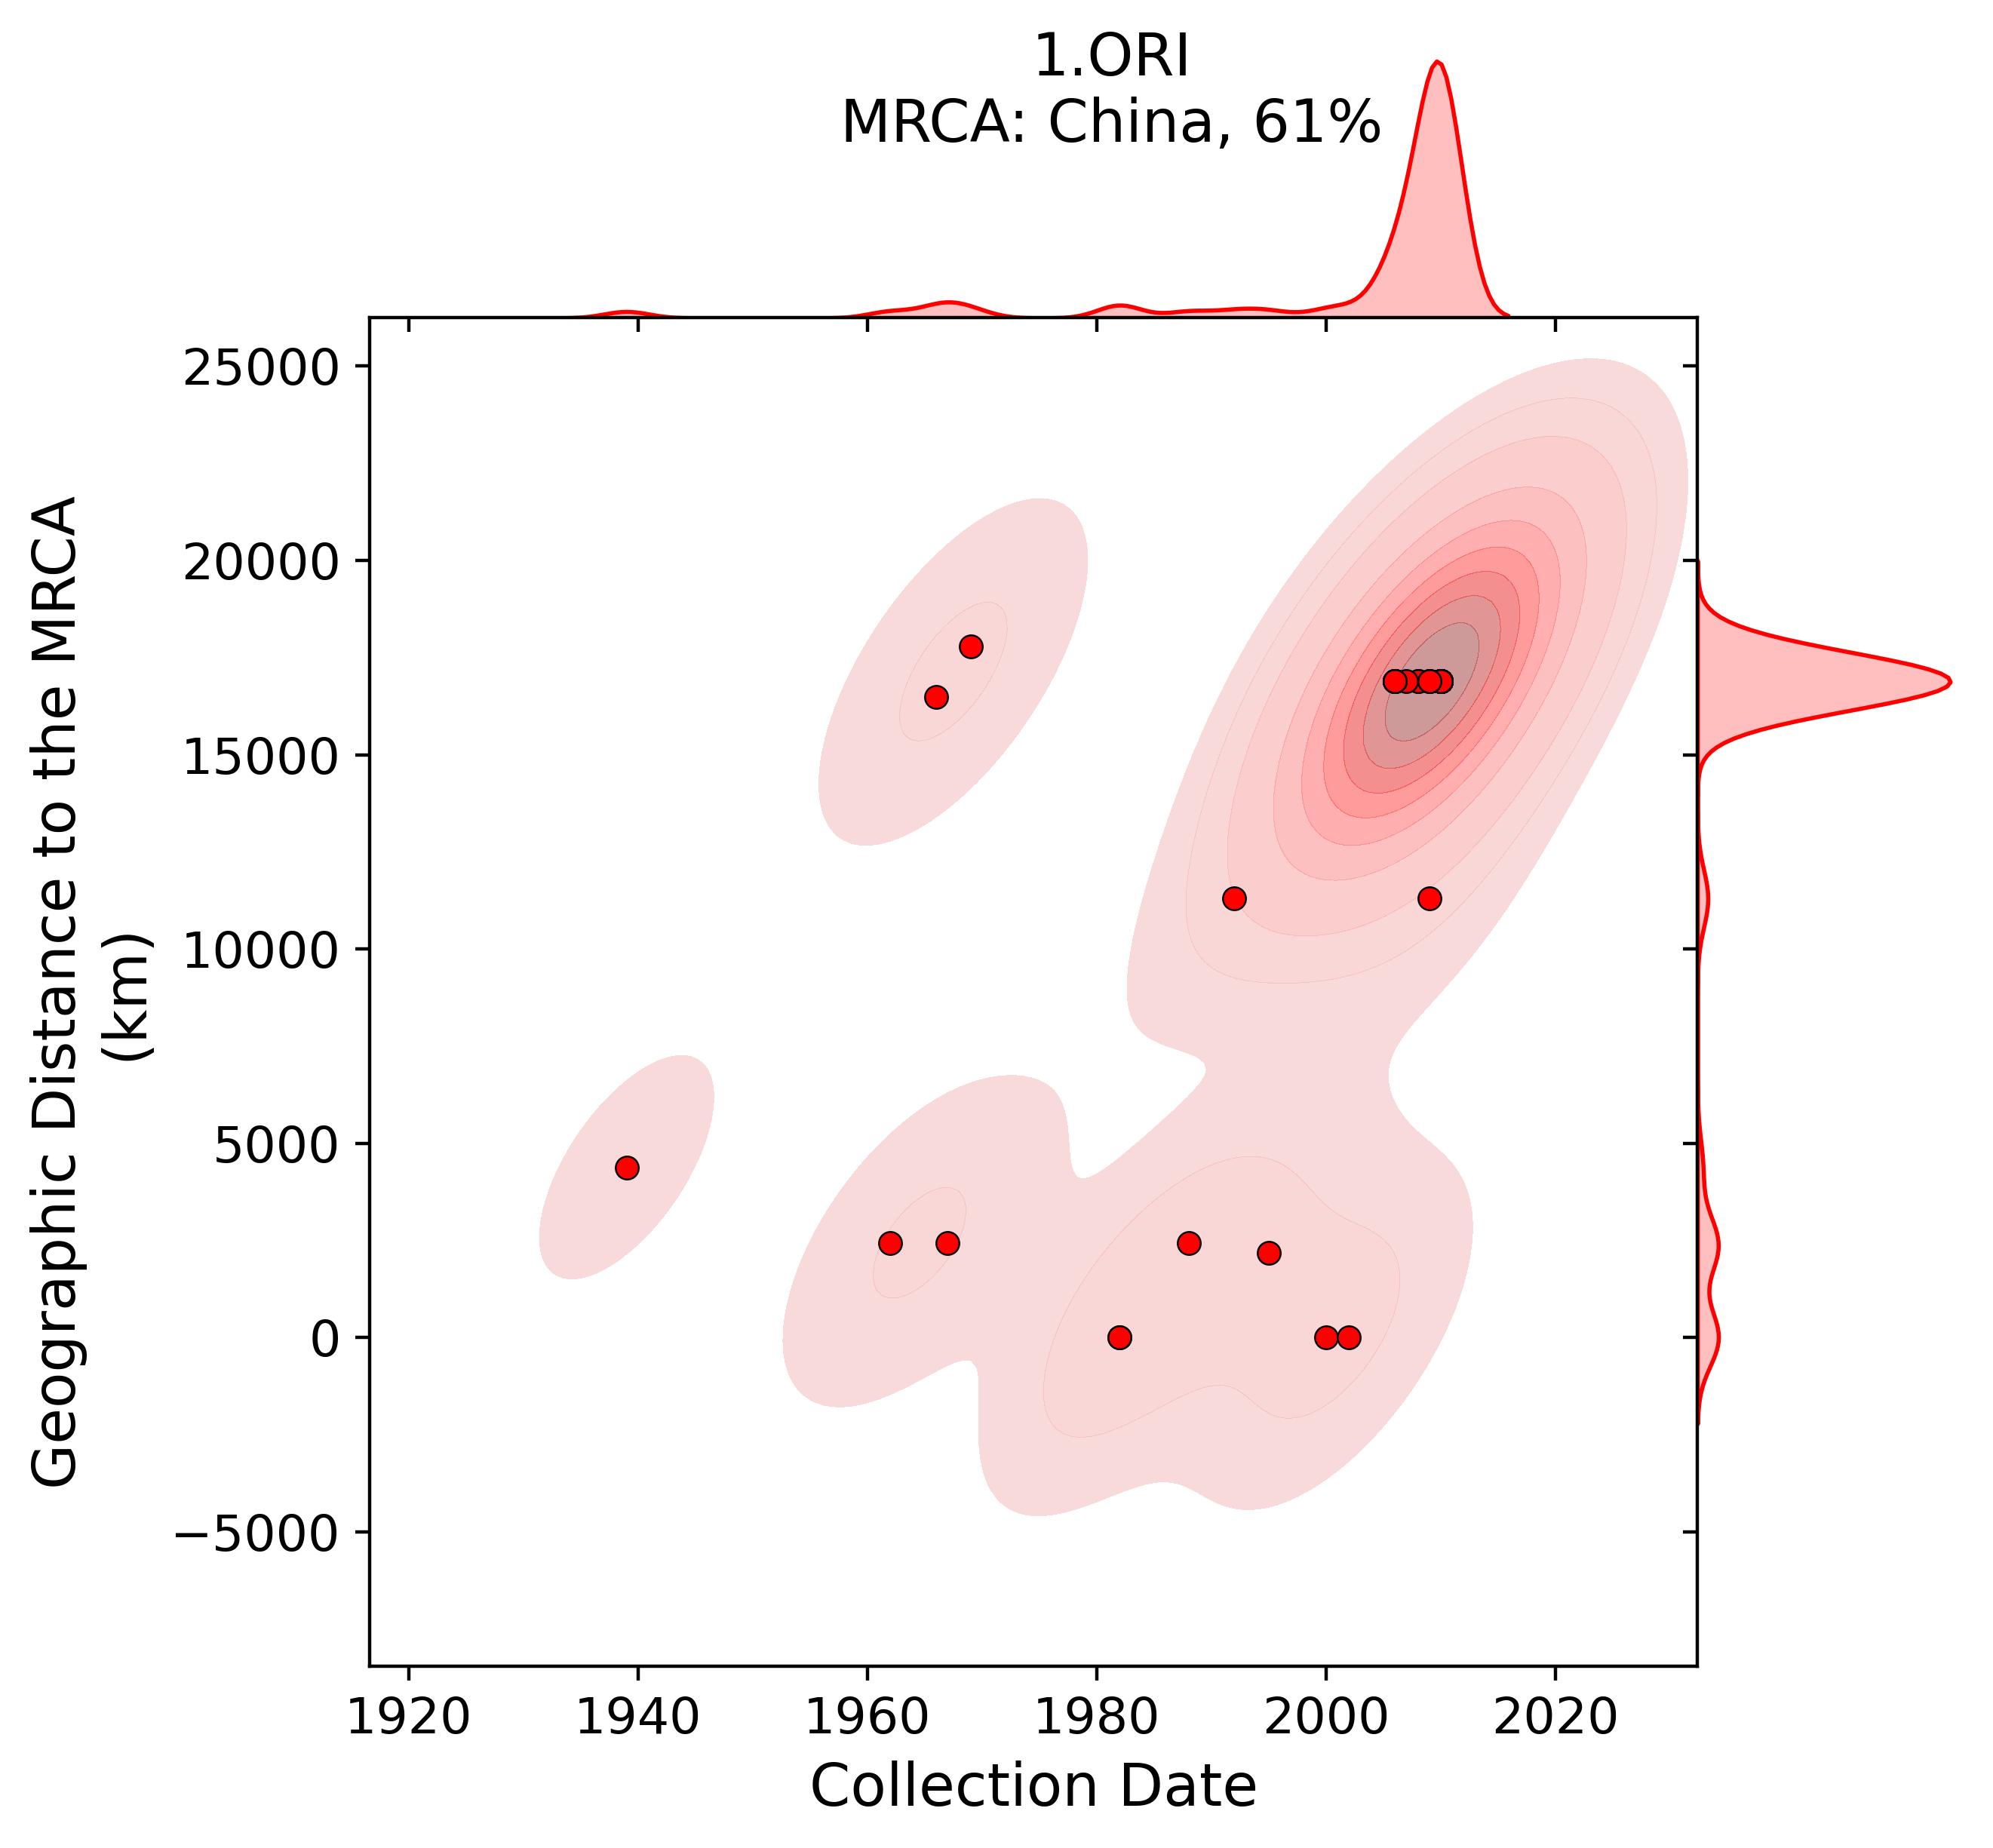 1.ORI
MRCA: China, 61%
25000
20000
15000
10000
5000
0
−5000
Geographic Distance to the MRCA
(km)
1920 1940 1960 1980 2000 2020
Collection Date